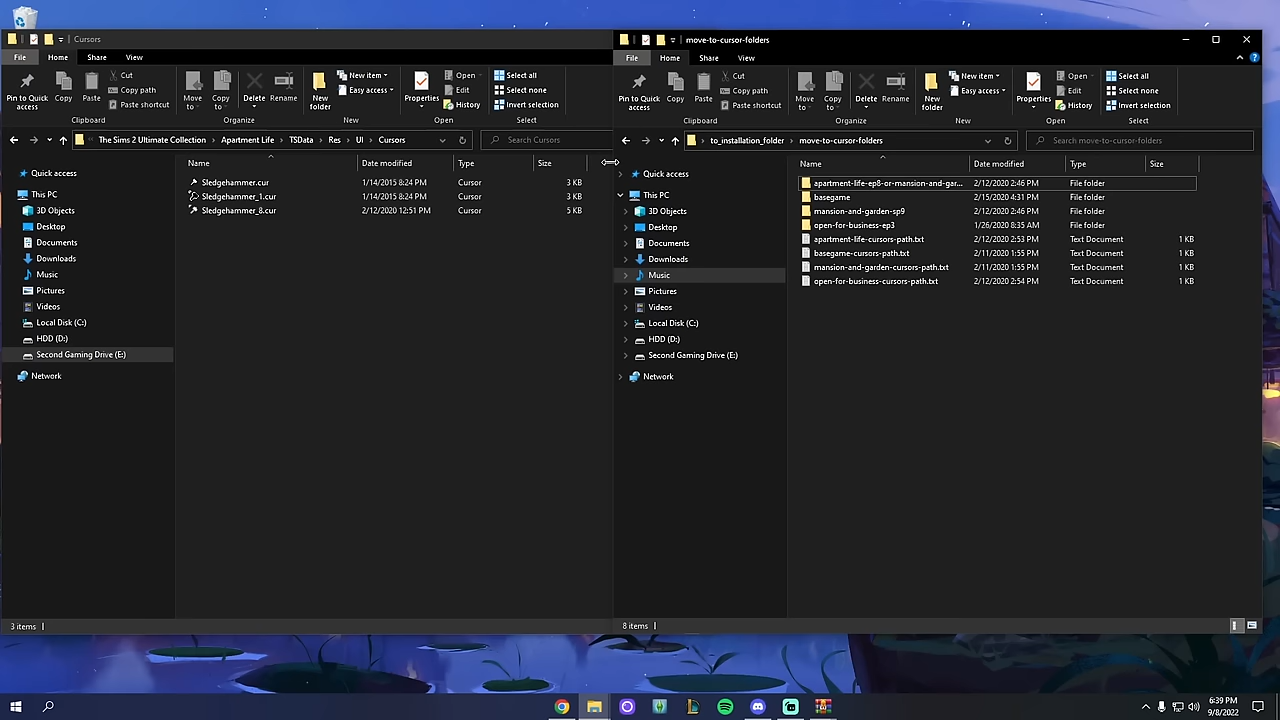 Cursors
File Home Share View
Pin to Quick access
Copy
Paste
Cut
Copy path
Paste shortcut
Clipboard
Move to
Copy to
Delete
Rename
Organize
New folder
New item
Easy access
New
Properties
Open
Edit
History
Open
Select all
Select none
Invert selection
Select
The Sims 2 Ultimate Collection > Apartment Life > TSData > Res > UI > Cursors
Search Cursors
Name Date modified Type Size
Sledgehammer.cur 1/14/2015 8:24 PM Cursor 3 KB
Sledgehammer_1.cur 1/14/2015 8:24 PM Cursor 3 KB
Sledgehammer_8.cur 2/12/2020 12:51 PM Cursor 5 KB
Quick access
This PC
3D Objects
Desktop
Documents
Downloads
Music
Pictures
Videos
Local Disk (C:)
HDD (D:)
Second Gaming Drive (E:)
Network
3 items
move-to-cursor-folders
File Home Share View
Pin to Quick access
Copy
Paste
Cut
Copy path
Paste shortcut
Clipboard
Move to
Copy to
Delete
Rename
Organize
New folder
New item
Easy access
New
Properties
Open
Edit
History
Open
Select all
Select none
Invert selection
Select
to_installation_folder > move-to-cursor-folders
Search move-to-cursor-folders
Name Date modified Type Size
apartment-life-ep8-or-mansion-and-gar... 2/12/2020 2:46 PM File folder
basegame 2/15/2020 4:31 PM File folder
mansion-and-garden-sp9 2/12/2020 2:46 PM File folder
open-for-business-ep3 1/26/2020 8:35 AM File folder
apartment-life-cursors-path.txt 2/12/2020 2:53 PM Text Document 1 KB
basegame-cursors-path.txt 2/11/2020 1:55 PM Text Document 1 KB
mansion-and-garden-cursors-path.txt 2/11/2020 1:55 PM Text Document 1 KB
open-for-business-cursors-path.txt 2/12/2020 2:54 PM Text Document 1 KB
Quick access
This PC
3D Objects
Desktop
Documents
Downloads
Music
Pictures
Videos
Local Disk (C:)
HDD (D:)
Second Gaming Drive (E:)
Network
8 items
6:39 PM
9/8/2022